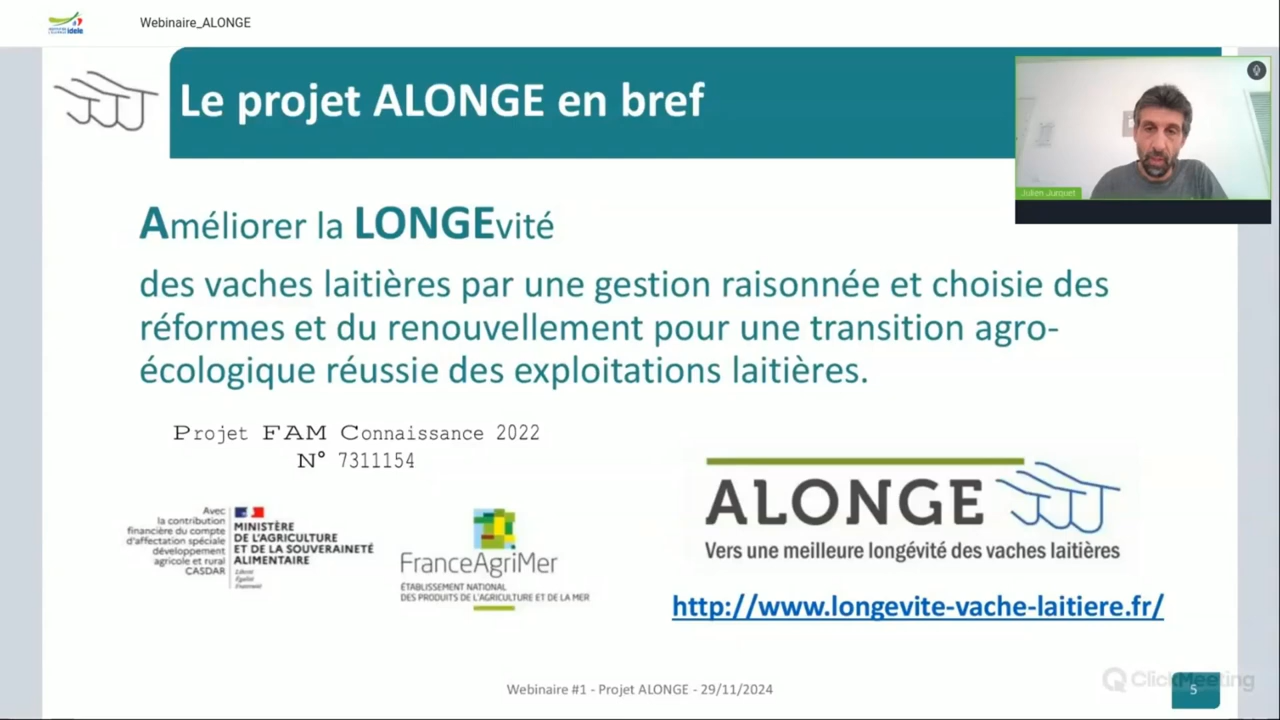 Webinaire_ALONGE
idele
Le projet ALONGE en bref
Julien Jurquet
Améliorer la LONGEvité
des vaches laitières par une gestion raisonnée et choisie des
réformes et du renouvellement pour une transition agro-
écologique réussie des exploitations laitières.
Projet FAM Connaissance 2022
N° 7311154
Avec
la contribution
financière du compte
d'affectation spéciale
développement
agricole et rural
CASDAR
MINISTÈRE
DE L'AGRICULTURE
ET DE LA SOUVERAINETÉ
ALIMENTAIRE
Liberté
Égalité
Fraternité
FranceAgriMer
ÉTABLISSEMENT NATIONAL
DES PRODUITS DE L'AGRICULTURE ET DE LA MER
ALONGE
Vers une meilleure longévité des vaches laitières
http://www.longevite-vache-laitiere.fr/
Webinaire #1 - Projet ALONGE - 29/11/2024
ClickMeeting
5